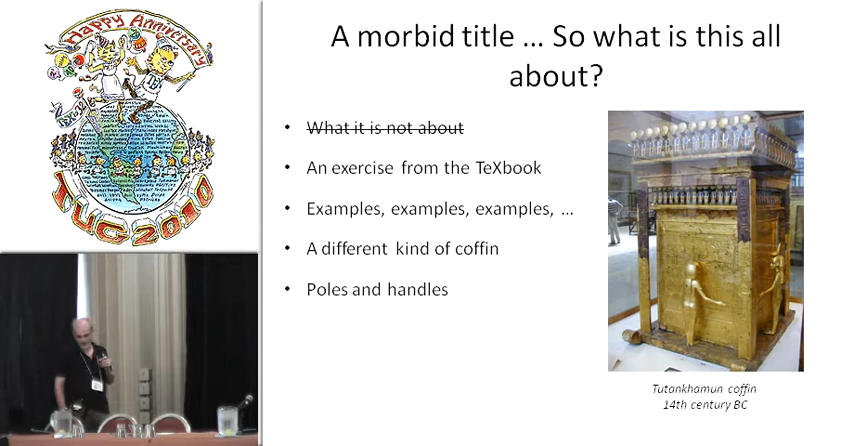 Happy Anniversary
TUG 2010
A morbid title ... So what is this all
about?
• What it is not about
• An exercise from the TeXbook
• Examples, examples, examples, ...
• A different kind of coffin
• Poles and handles
Tutankhamun coffin
14th century BC